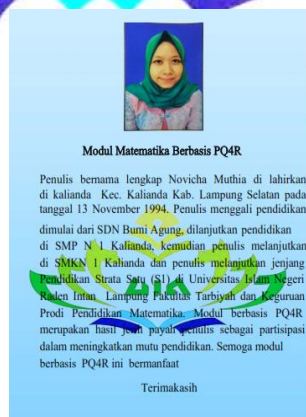 Modul Matematika Berbasis PQ4R
Penulis bernama lengkap Novicha Muthia di lahirkan
di kalianda Kec. Kalianda Kab. Lampung Selatan pada
tanggal 13 November 1994. Penulis menggali pendidikan
dimulai dari SDN Bumi Agung, dilanjutkan pendidikan
di SMP N 1 Kalianda, kemudian penulis melanjutkan
di SMKN 1 Kalianda dan penulis melanjutkan jenjang
Pendidikan Strata Satu (S1) di Universitas Islam Negeri
Raden Intan Lampung Fakultas Tarbiyah dan Keguruan
Prodi Pendidikan Matematika. Modul berbasis PQ4R
merupakan hasil jerih payah penulis sebagai partisipasi
dalam meningkatkan mutu pendidikan. Semoga modul
berbasis PQ4R ini bermanfaat
Terimakasih